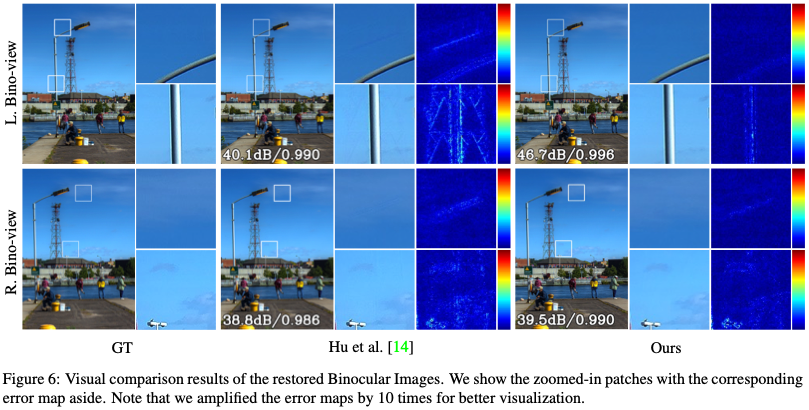 L. Bino-view
40.1dB/0.990
46.7dB/0.996
R. Bino-view
38.8dB/0.986
39.5dB/0.990
GT
Hu et al. [14]
Ours
Figure 6: Visual comparison results of the restored Binocular Images. We show the zoomed-in patches with the corresponding
error map aside. Note that we amplified the error maps by 10 times for better visualization.